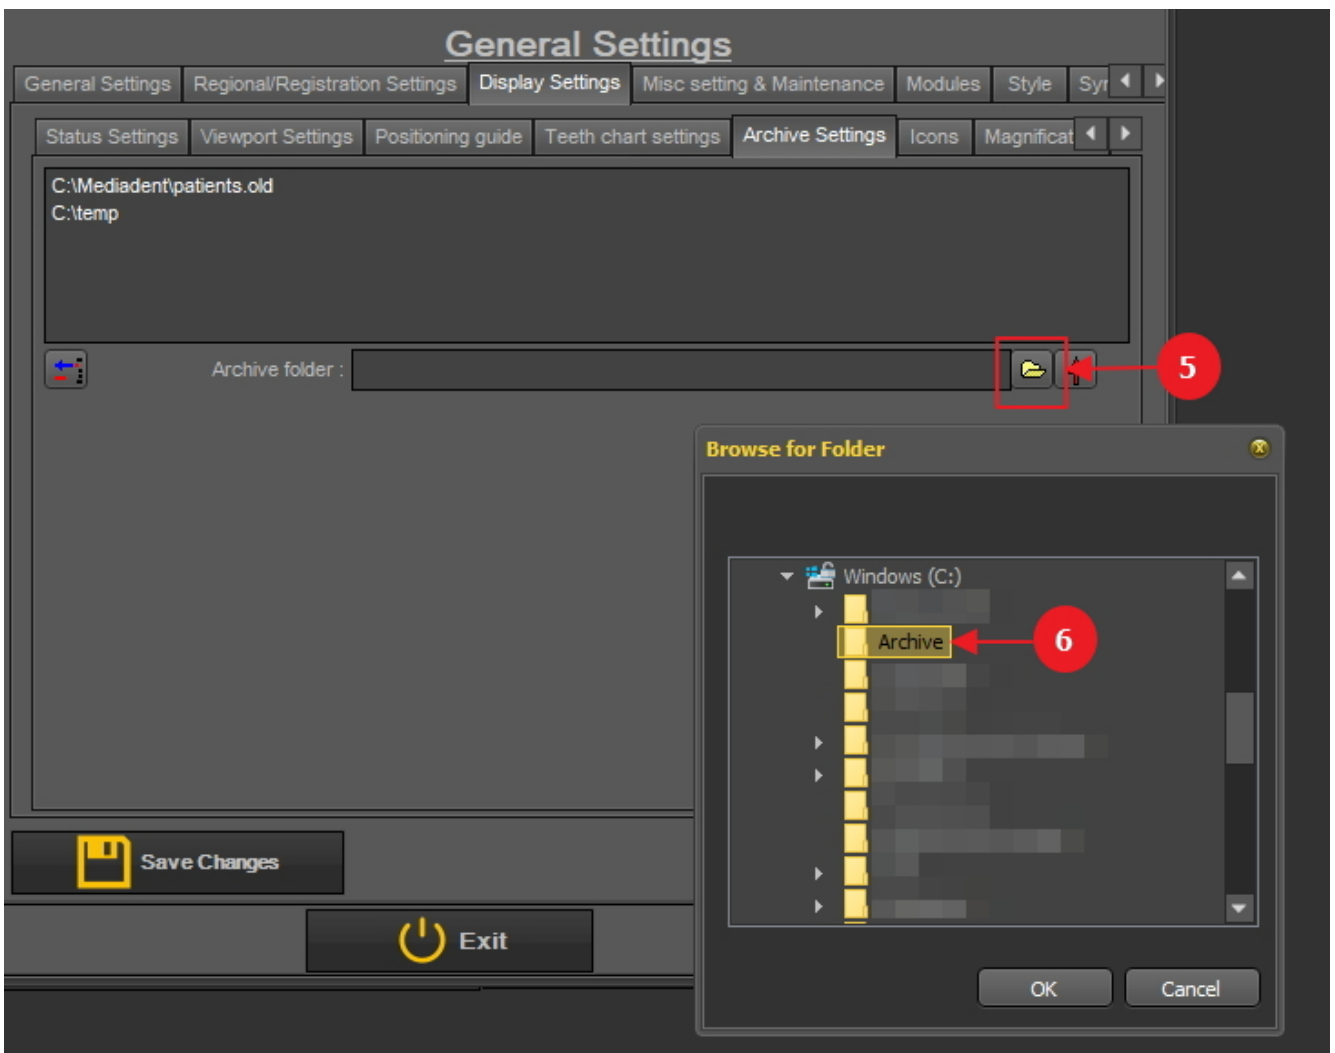 General Settings
General Settings Regional/Registration Settings Display Settings Misc setting & Maintenance Modules Style Syr
Status Settings Viewport Settings Positioning guide Teeth chart settings Archive Settings Icons Magnificat
C:\Mediadent\patients.old
C:\temp
Archive folder :
5
Browse for Folder
Windows (C:)
Archive
6
Save Changes
Exit
OK Cancel